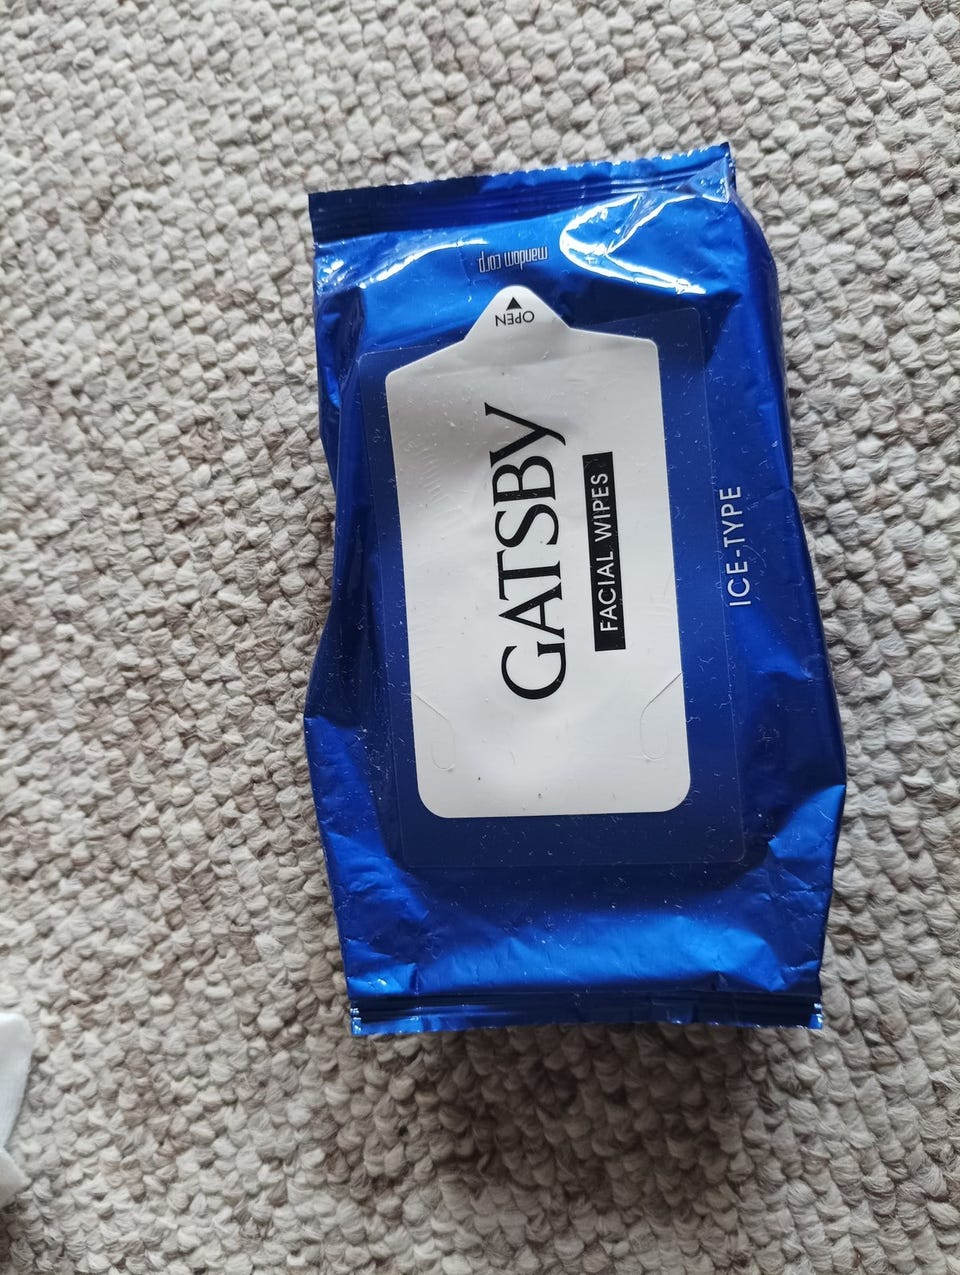 mandom corp
OPEN
GATSBY
FACIAL WIPES
ICE-TYPE